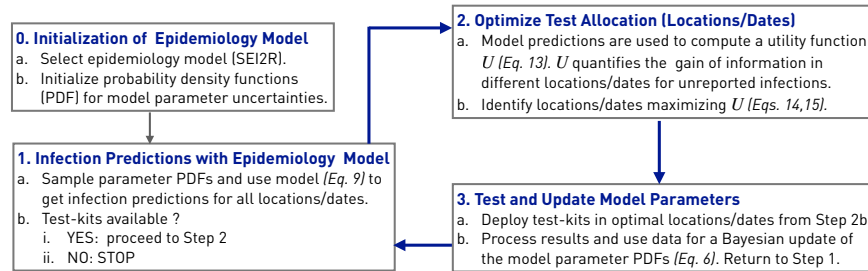 0. Initialization of Epidemiology Model
a. Select epidemiology model (SEI2R).
b. Initialize probability density functions
(PDF) for model parameter uncertainties.
1. Infection Predictions with Epidemiology Model
a. Sample parameter PDFs and use model (Eq. 9) to
get infection predictions for all locations/dates.
b. Test-kits available ?
i. YES: proceed to Step 2
ii. NO: STOP
2. Optimize Test Allocation (Locations/Dates)
a. Model predictions are used to compute a utility function
U (Eq. 13). U quantifies the gain of information in
different locations/dates for unreported infections.
b. Identify locations/dates maximizing U (Eqs. 14,15).
3. Test and Update Model Parameters
a. Deploy test-kits in optimal locations/dates from Step 2b
b. Process results and use data for a Bayesian update of
the model parameter PDFs (Eq. 6). Return to Step 1.